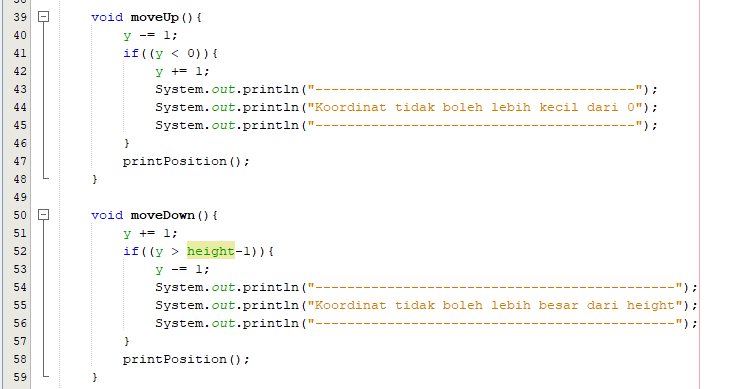 39 void moveUp(){
40 y -= 1;
41 if((y < 0)){
42 y += 1;
43 System.out.println("----------------------------------------");
44 System.out.println("Koordinat tidak boleh lebih kecil dari 0");
45 System.out.println("----------------------------------------");
46 }
47 printPosition();
48 }
49
50 void moveDown(){
51 y += 1;
52 if((y > height-1)){
53 y -= 1;
54 System.out.println("---------------------------------------------");
55 System.out.println("Koordinat tidak boleh lebih besar dari height");
56 System.out.println("---------------------------------------------");
57 }
58 printPosition();
59 }